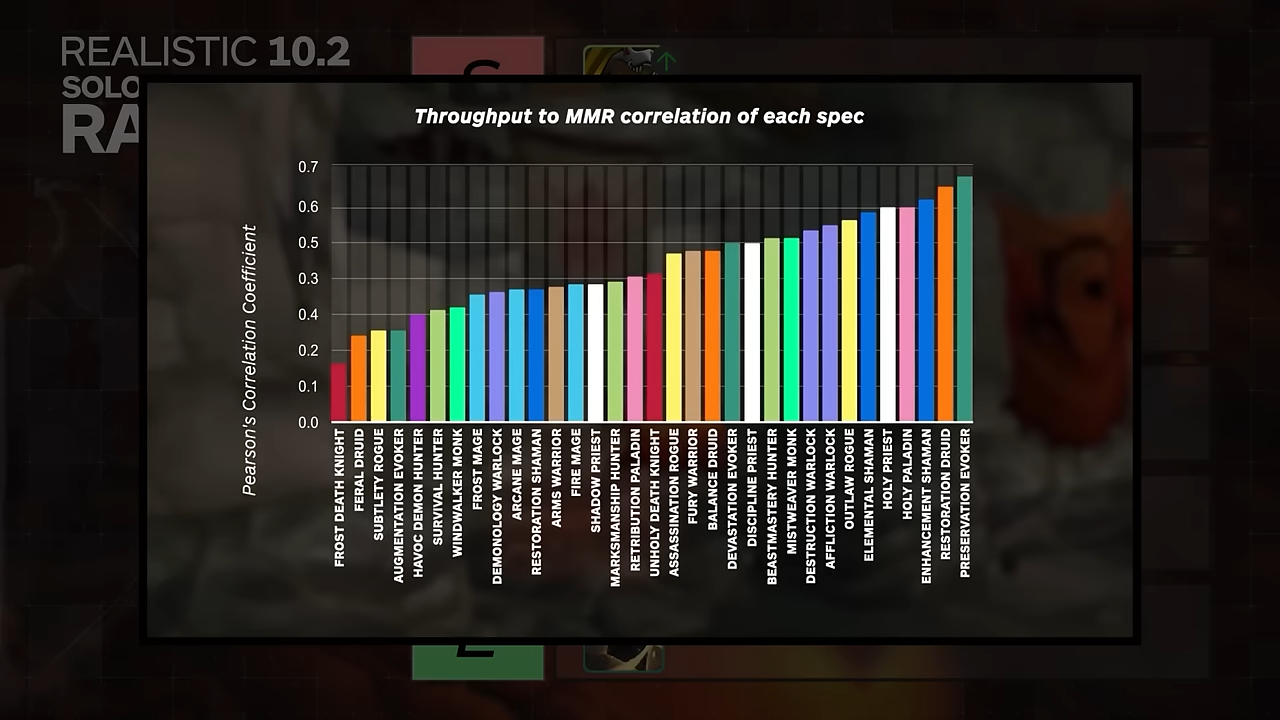 REALISTIC 10.2
SOLO
RA
S
Throughput to MMR correlation of each spec
Pearson's Correlation Coefficient
0.7
0.6
0.5
0.3
0.4
0.2
0.1
0.0
FROST DEATH KNIGHT
FERAL DRUID
SUBTLETY ROGUE
AUGMENTATION EVOKER
HAVOC DEMON HUNTER
SURVIVAL HUNTER
WINDWALKER MONK
FROST MAGE
DEMONOLOGY WARLOCK
ARCANE MAGE
RESTORATION SHAMAN
ARMS WARRIOR
FIRE MAGE
SHADOW PRIEST
MARKSMANSHIP HUNTER
RETRIBUTION PALADIN
UNHOLY DEATH KNIGHT
ASSASSINATION ROGUE
FURY WARRIOR
BALANCE DRUID
DEVASTATION EVOKER
DISCIPLINE PRIEST
BEASTMASTERY HUNTER
MISTWEAVER MONK
DESTRUCTION WARLOCK
AFFLICTION WARLOCK
OUTLAW ROGUE
ELEMENTAL SHAMAN
HOLY PRIEST
HOLY PALADIN
ENHANCEMENT SHAMAN
RESTORATION DRUID
PRESERVATION EVOKER